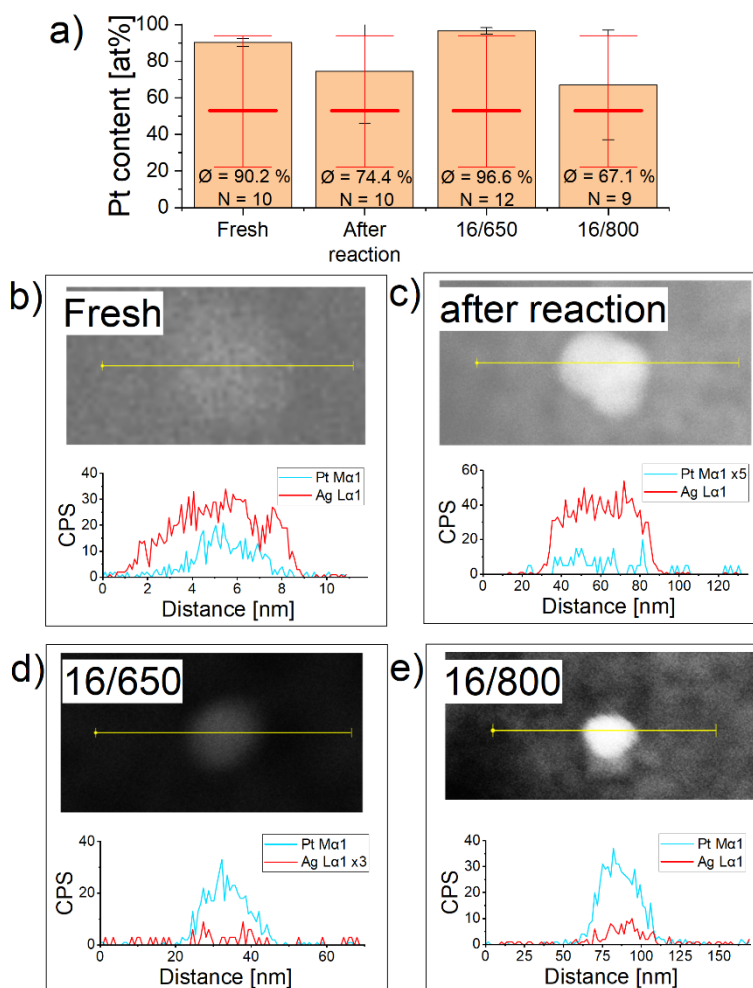 a)
Pt content [at%]
100
80
60
40
20
0
Ø = 90.2 %
N = 10
Ø = 74.4 %
N = 10
Ø = 96.6 %
N = 12
Ø = 67.1 %
N = 9
Fresh
After
reaction
16/650
16/800
b)
Fresh
40
30
20
10
0
CPS
Pt Mα1
Ag Lα1
0 2 4 6 8 10
Distance [nm]
c)
after reaction
60
40
20
0
CPS
Pt Mα1 x5
Ag Lα1
0 20 40 60 80 100 120
Distance [nm]
d)
16/650
40
20
0
CPS
Pt Mα1
Ag Lα1 x3
0 20 40 60
Distance [nm]
e)
16/800
40
30
20
10
0
CPS
Pt Mα1
Ag Lα1
0 25 50 75 100 125 150
Distance [nm]